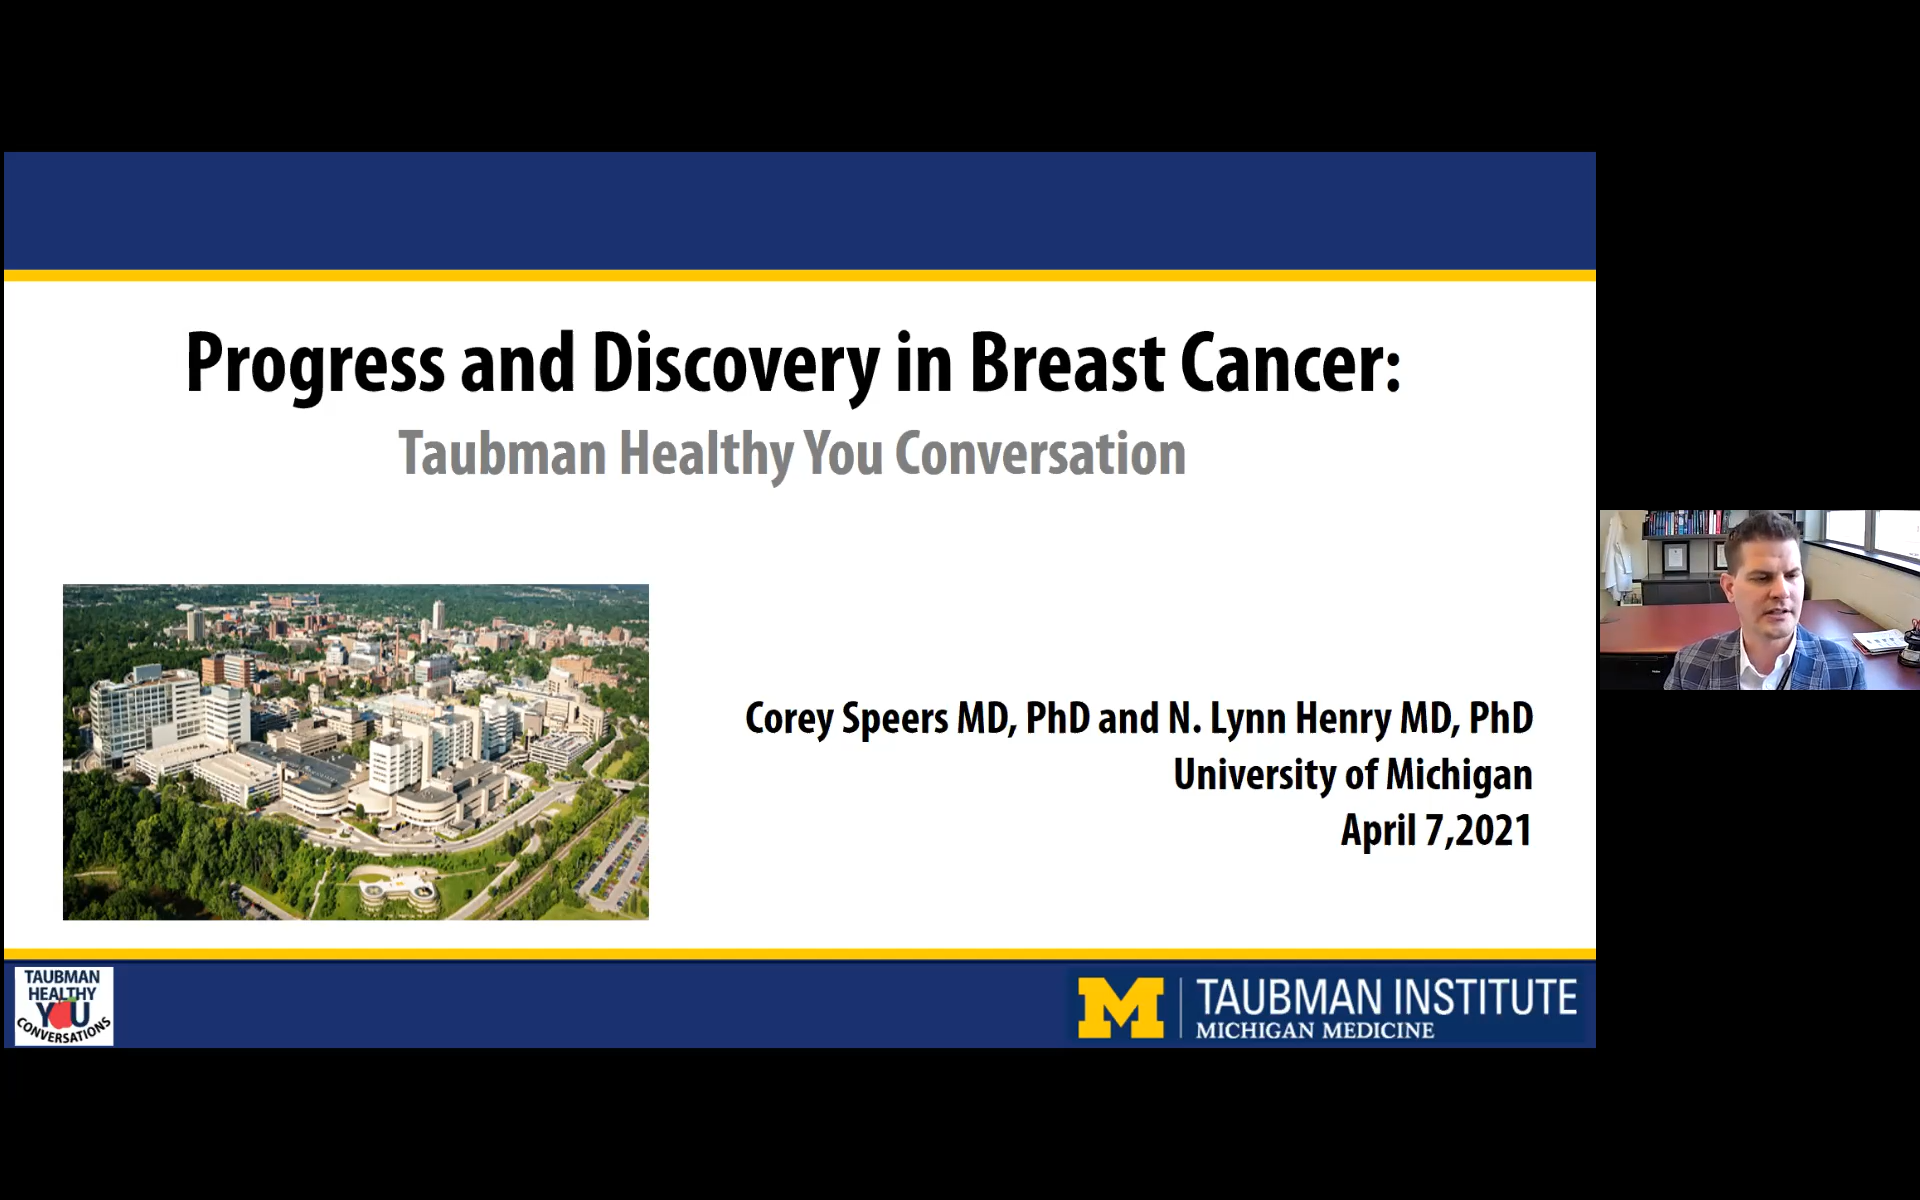 Progress and Discovery in Breast Cancer:
Taubman Healthy You Conversation
Corey Speers MD, PhD and N. Lynn Henry MD, PhD
University of Michigan
April 7,2021
TAUBMAN
HEALTHY
YOU
CONVERSATIONS
M TAUBMAN INSTITUTE
MICHIGAN MEDICINE